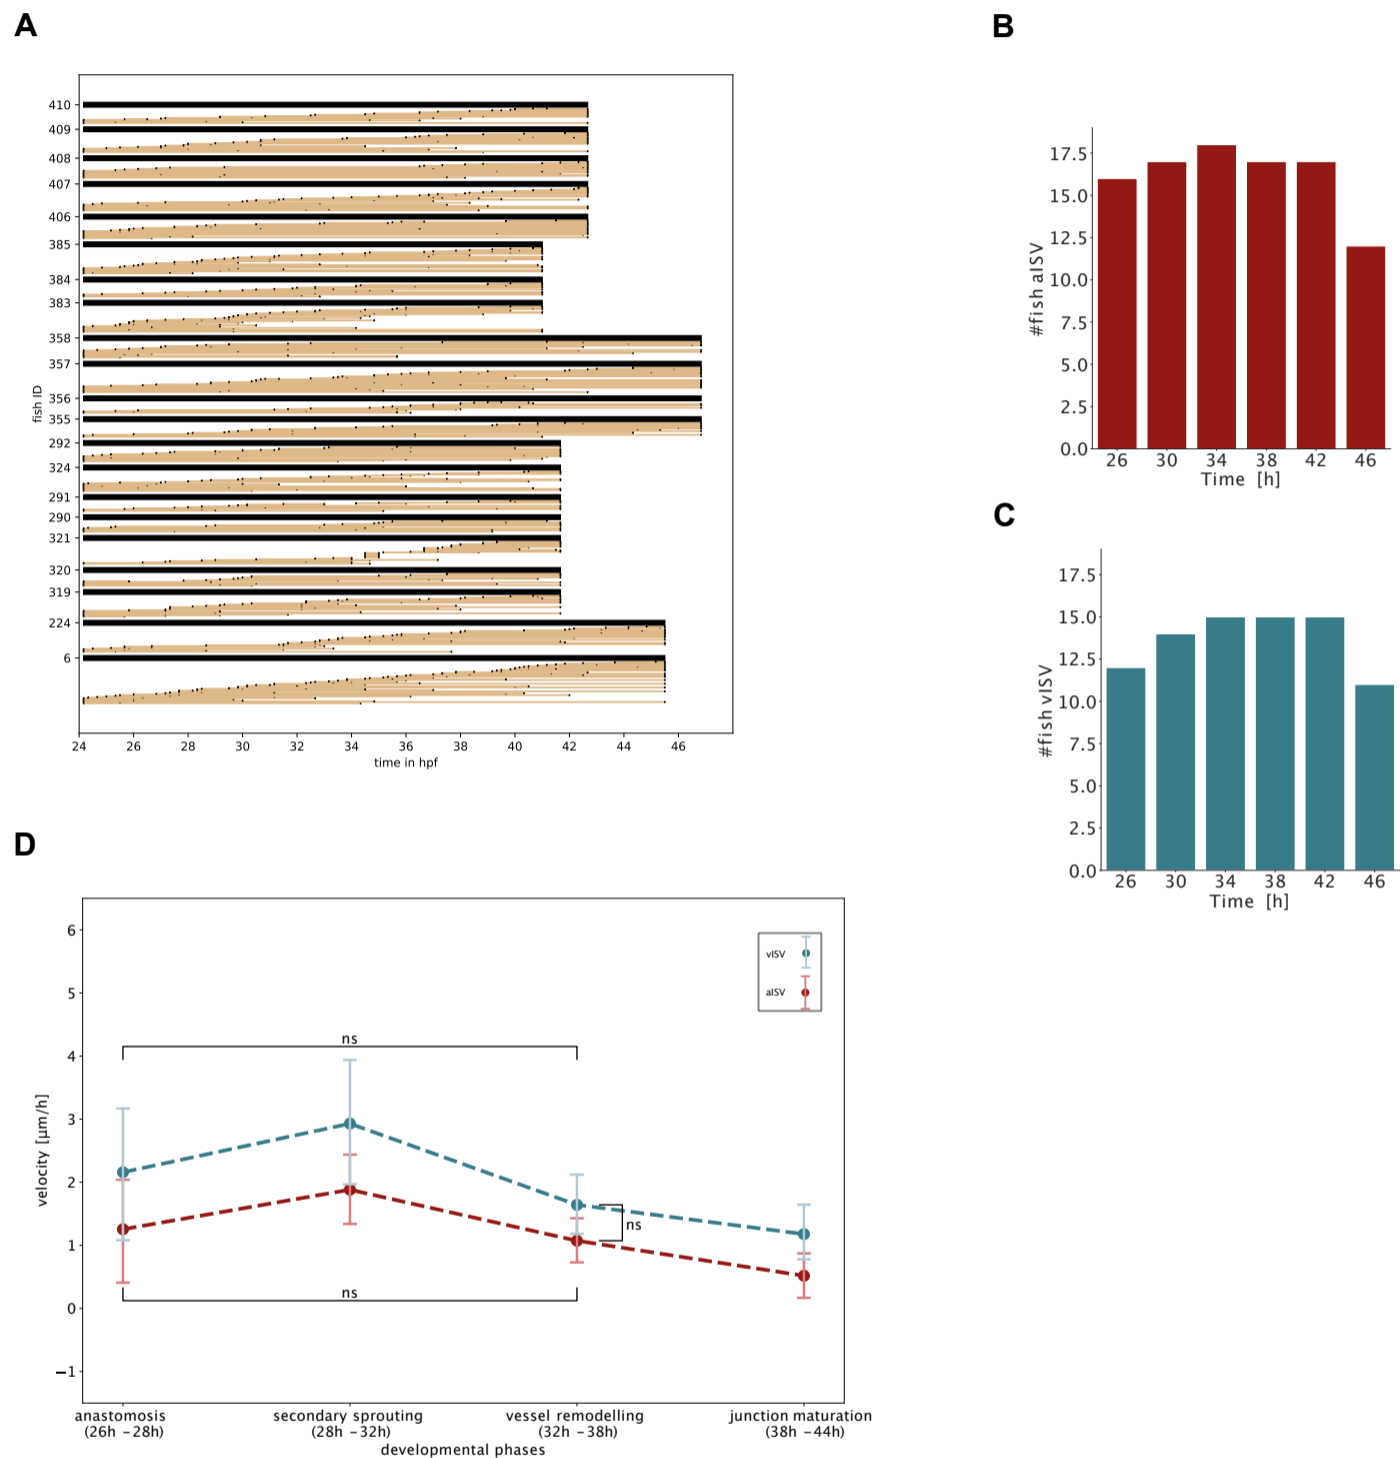 A
410
409
408
407
406
385
384
383
358
357
356
355
292
324
291
290
321
320
319
224
6
fish ID
24 26 28 30 32 34 36 38 40 42 44 46
time in hpf
B
17.5
15.0
12.5
10.0
7.5
5.0
2.5
0.0
#fish aISV
26 30 34 38 42 46
Time [h]
C
17.5
15.0
12.5
10.0
7.5
5.0
2.5
0.0
#fish vISV
26 30 34 38 42 46
Time [h]
D
6
5
4
3
2
1
0
−1
velocity [µm/h]
vISV
aISV
ns
ns
ns
anastomosis secondary sprouting vessel remodelling junction maturation
(26h −28h) (28h −32h) (32h −38h) (38h −44h)
developmental phases